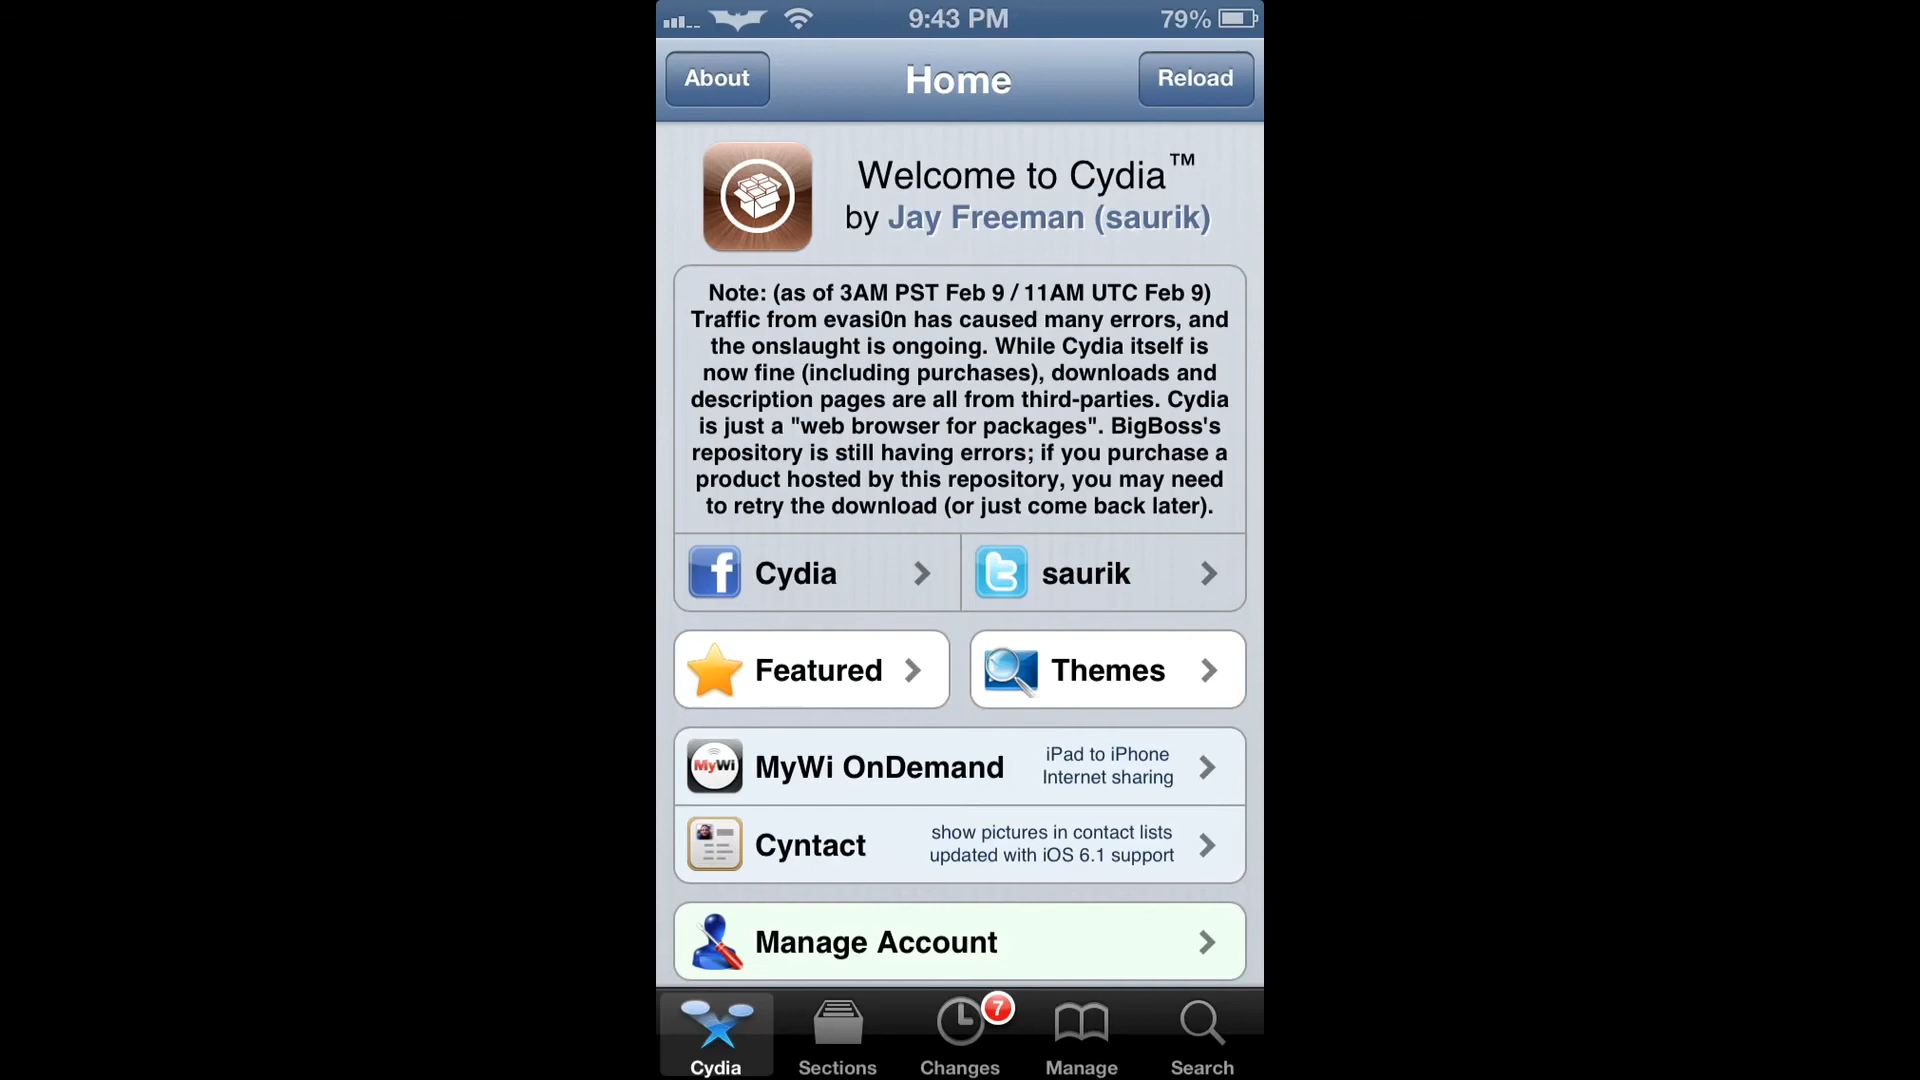 9:43 PM
79%
About
Home
Reload
Welcome to Cydia™
by Jay Freeman (saurik)
Note: (as of 3AM PST Feb 9 / 11AM UTC Feb 9)
Traffic from evasi0n has caused many errors, and
the onslaught is ongoing. While Cydia itself is
now fine (including purchases), downloads and
description pages are all from third-parties. Cydia
is just a "web browser for packages". BigBoss's
repository is still having errors; if you purchase a
product hosted by this repository, you may need
to retry the download (or just come back later).
Cydia
saurik
Featured
Themes
MyWi
MyWi OnDemand
iPad to iPhone
Internet sharing
Cyntact
show pictures in contact lists
updated with iOS 6.1 support
Manage Account
7
Cydia
Sections
Changes
Manage
Search